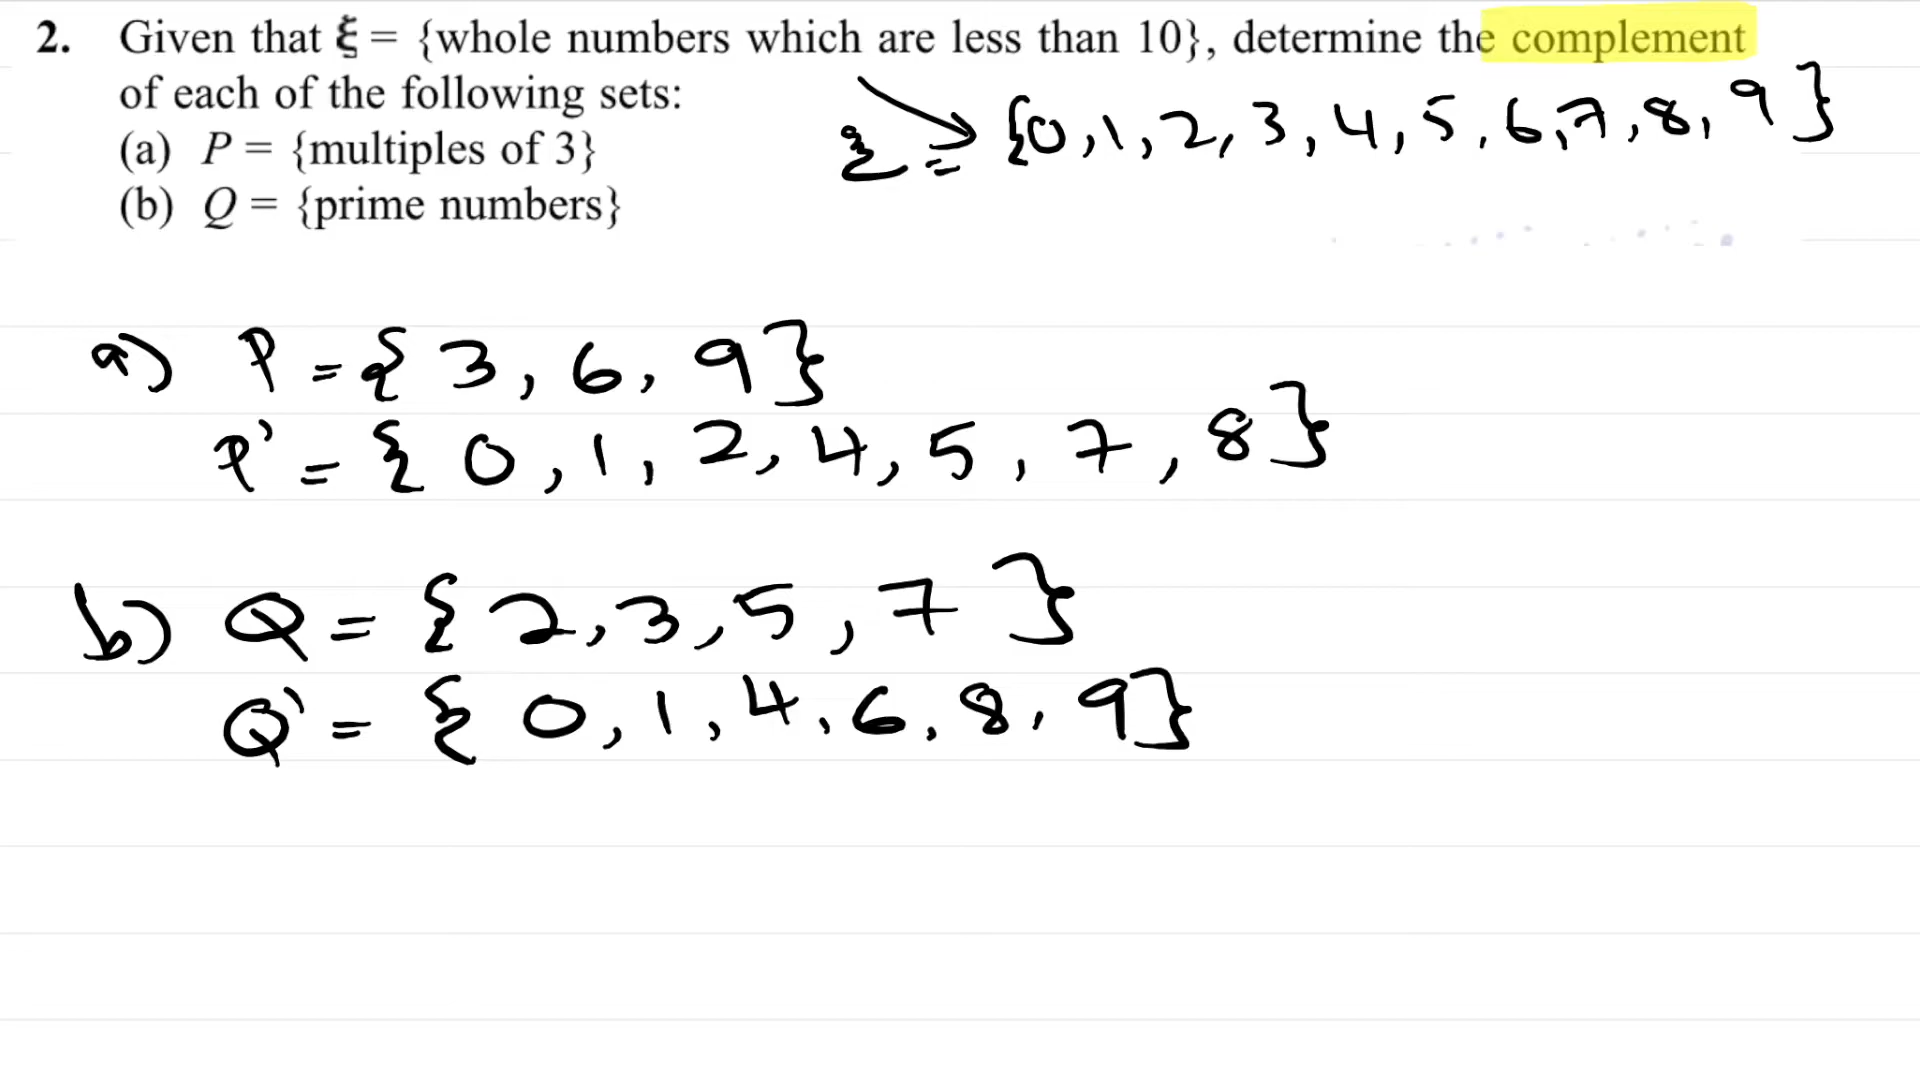 2. Given that ξ = {whole numbers which are less than 10}, determine the complement
of each of the following sets:
ξ = {0,1,2,3,4,5,6,7,8,9}
(a) P = {multiples of 3}
(b) Q = {prime numbers}
a) P = {3, 6, 9}
P' = {0, 1, 2, 4, 5, 7, 8}
b) Q = {2, 3, 5, 7}
Q' = {0, 1, 4, 6, 8, 9}